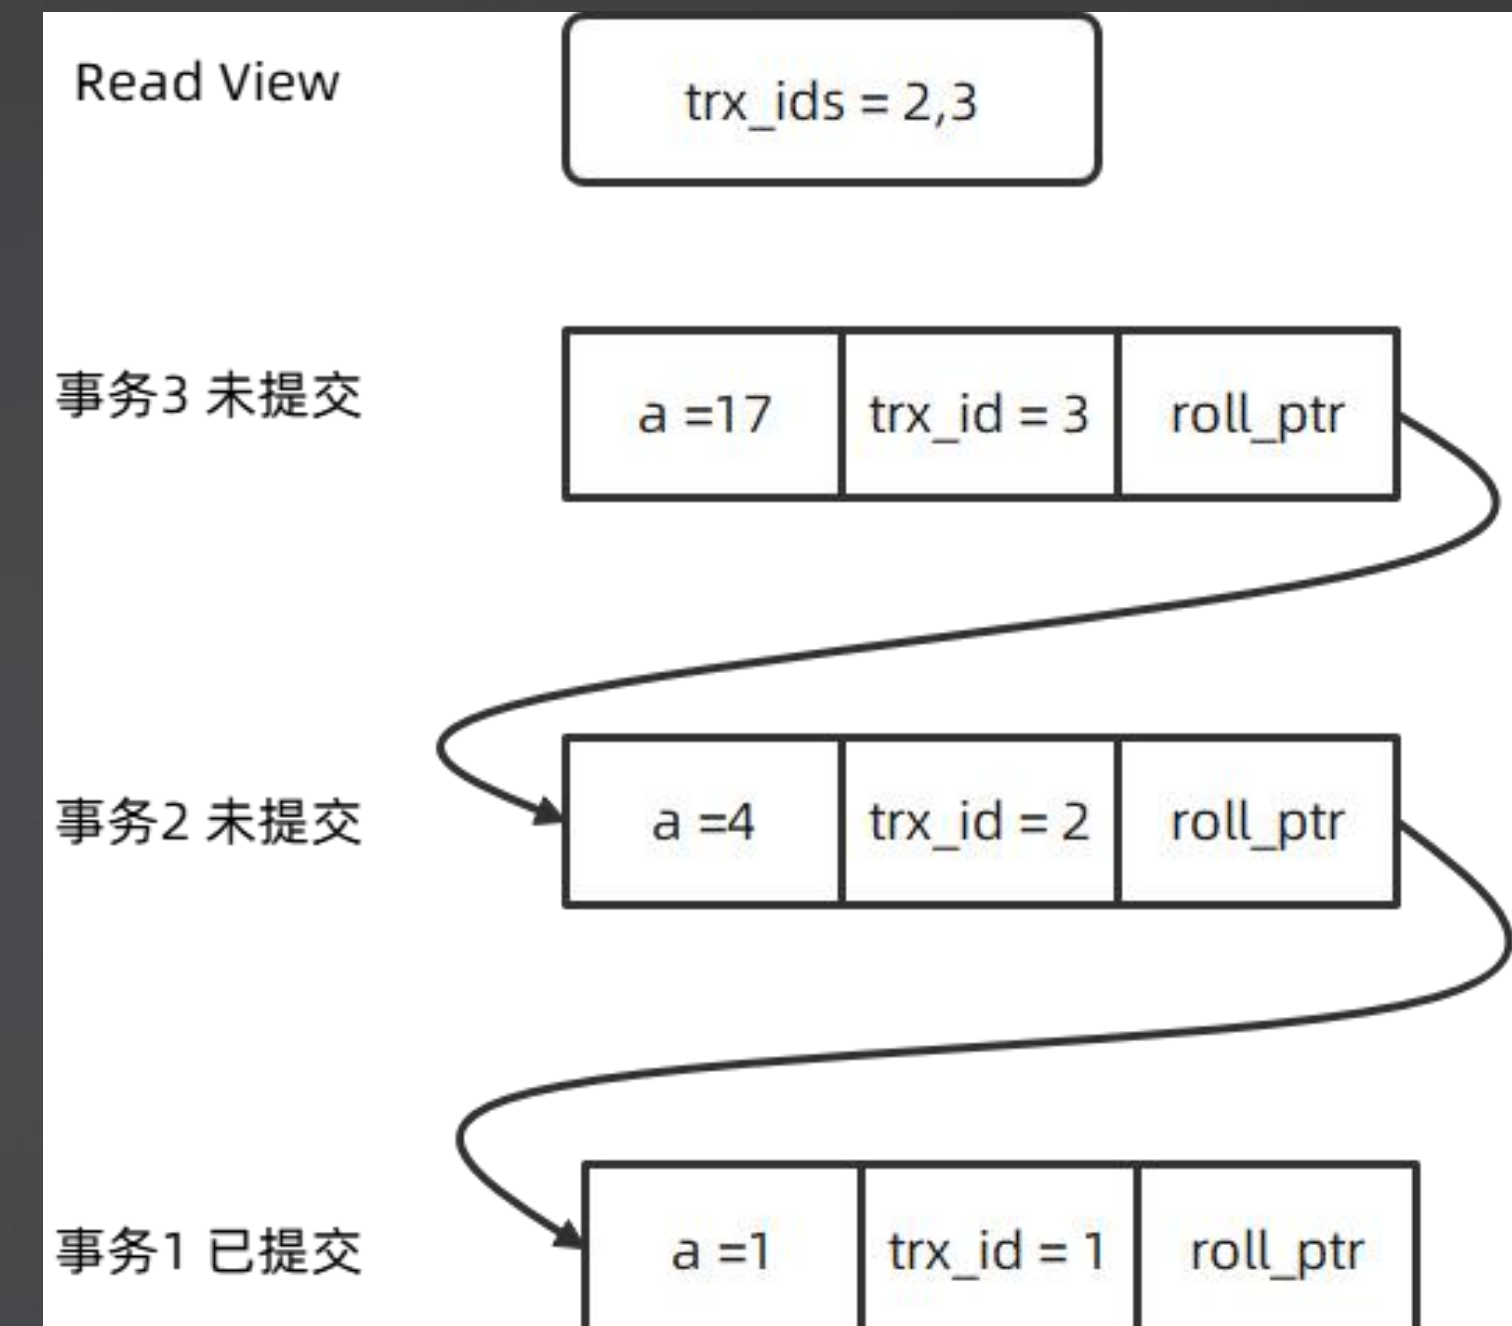 Read View
trx_ids = 2,3
事务3 未提交
a =17
trx_id = 3
roll_ptr
事务2 未提交
a =4
trx_id = 2
roll_ptr
事务1 已提交
a =1
trx_id = 1
roll_ptr